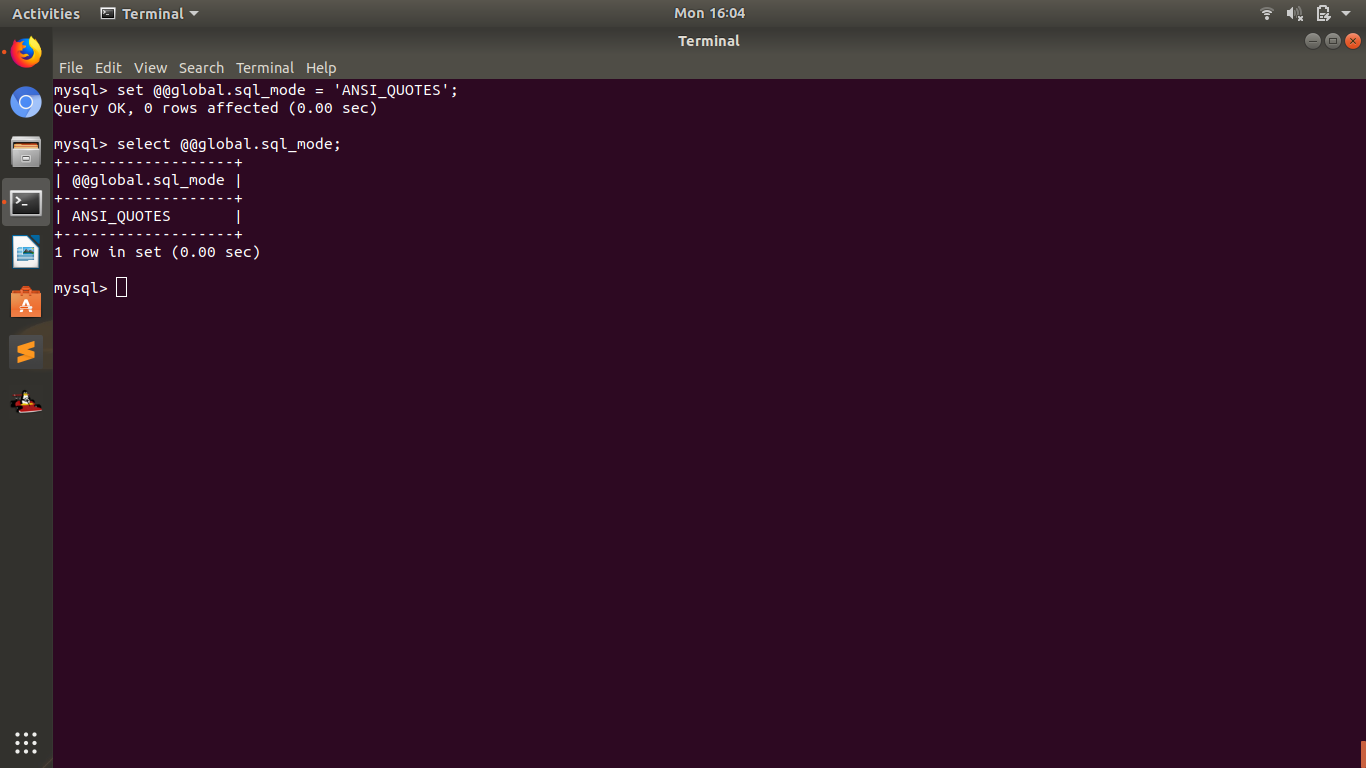 Activities Terminal Mon 16:04
Terminal
File Edit View Search Terminal Help
mysql> set @@global.sql_mode = 'ANSI_QUOTES';
Query OK, 0 rows affected (0.00 sec)
mysql> select @@global.sql_mode;
+-------------------+
| @@global.sql_mode |
+-------------------+
| ANSI_QUOTES       |
+-------------------+
1 row in set (0.00 sec)
mysql>